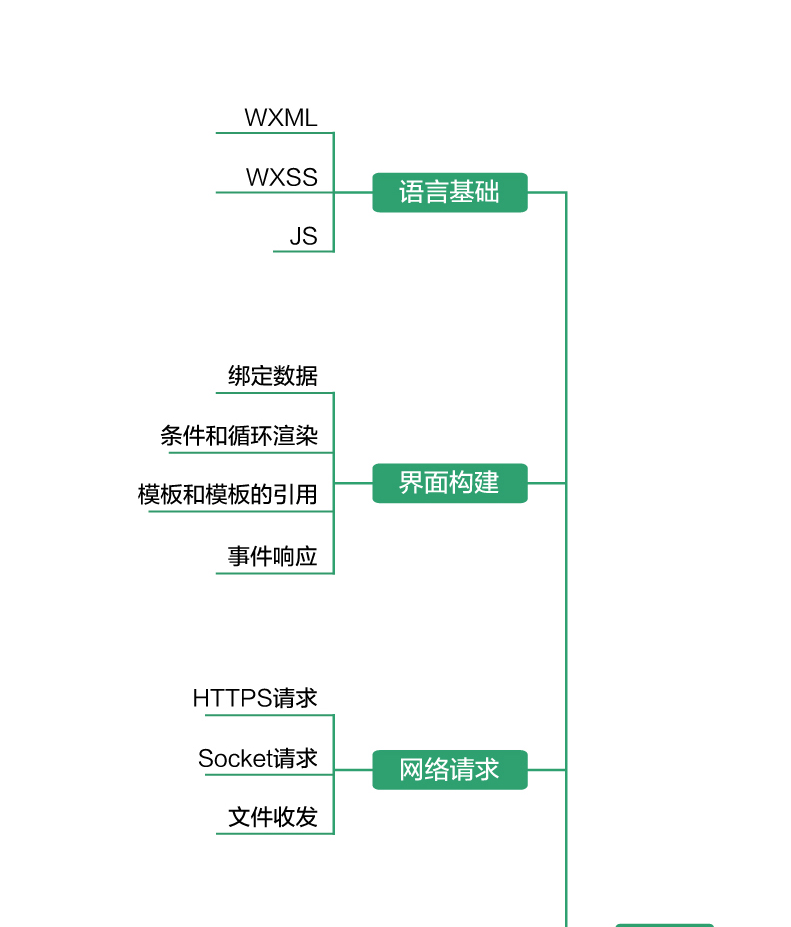 WXML
WXSS
JS
语言基础
绑定数据
条件和循环渲染
模板和模板的引用
事件响应
界面构建
HTTPS请求
Socket请求
文件收发
网络请求